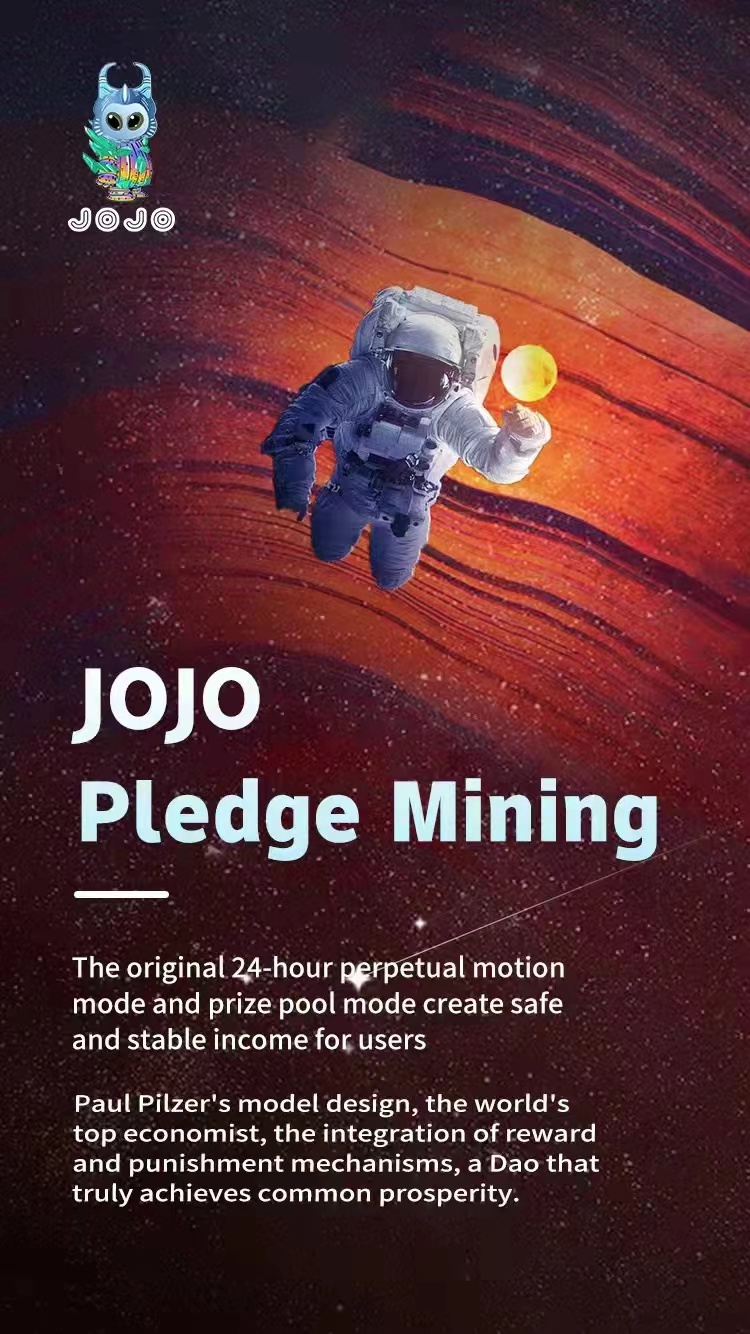 JOJO
JOJO
Pledge Mining
The original 24-hour perpetual motion
mode and prize pool mode create safe
and stable income for users
Paul Pilzer's model design, the world's
top economist, the integration of reward
and punishment mechanisms, a Dao that
truly achieves common prosperity.